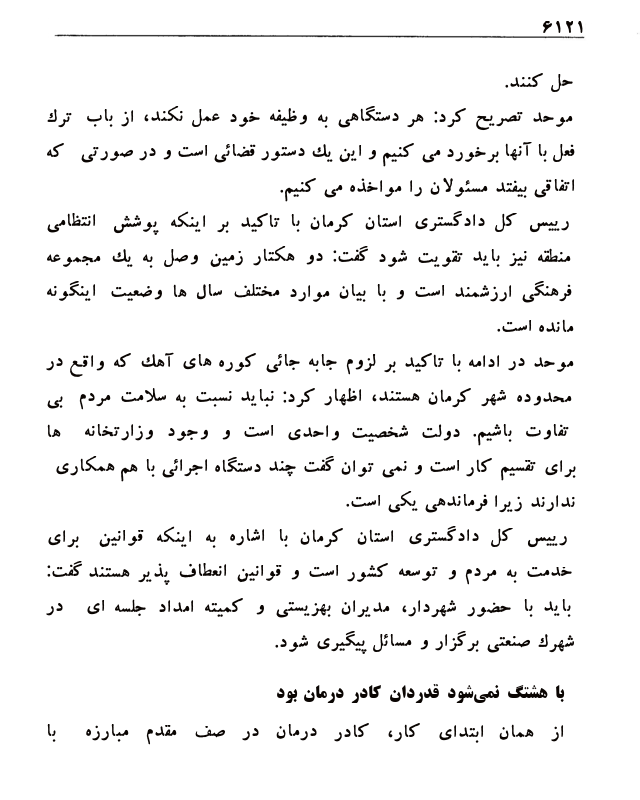 ۶۱۲۱
حل کنند.
موحد تصریح کرد: هر دستگاهی به وظیفه خود عمل نکند، از باب ترك
فعل با آنها برخورد می کنیم و این یك دستور قضائی است و در صورتی که
اتفاقی بیفتد مسئولان را مواخذه می کنیم.
رییس کل دادگستری استان کرمان با تاکید بر اینکه پوشش انتظامی
منطقه نیز باید تقویت شود گفت: دو هکتار زمین وصل به یك مجموعه
فرهنگی ارزشمند است و با بیان موارد مختلف سال ها وضعیت اینگونه
مانده است.
موحد در ادامه با تاکید بر لزوم جابه جائی کوره های آهك که واقع در
محدوده شهر کرمان هستند، اظهار کرد: نباید نسبت به سلامت مردم بی
تفاوت باشیم. دولت شخصیت واحدی است و وجود وزارتخانه ها
برای تقسیم کار است و نمی توان گفت چند دستگاه اجرائی با هم همکاری
ندارند زیرا فرماندهی یکی است.
رییس کل دادگستری استان کرمان با اشاره به اینکه قوانین برای
خدمت به مردم و توسعه کشور است و قوانین انعطاف پذیر هستند گفت:
باید با حضور شهردار، مدیران بهزیستی و کمیته امداد جلسه ای در
شهرك صنعتی برگزار و مسائل پیگیری شود.
با هشتگ نمی‌شود قدردان کادر درمان بود
از همان ابتدای کار، کادر درمان در صف مقدم مبارزه با